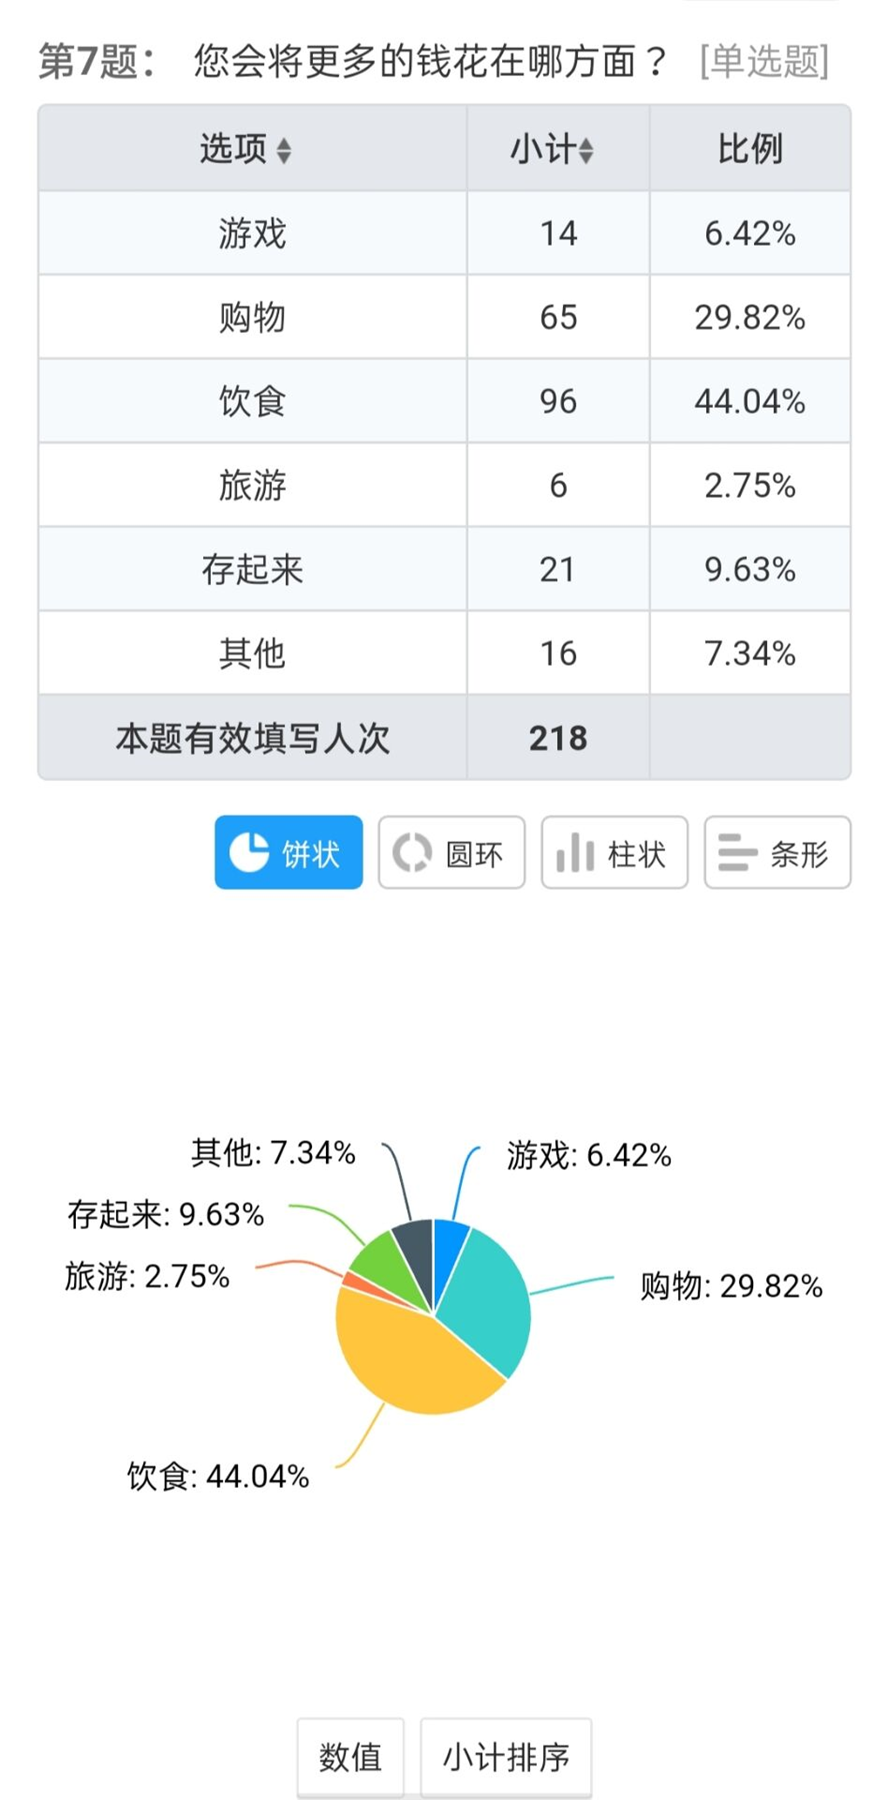 第7题： 您会将更多的钱花在哪方面？ [单选题]
选项 小计 比例
游戏 14 6.42%
购物 65 29.82%
饮食 96 44.04%
旅游 6 2.75%
存起来 21 9.63%
其他 16 7.34%
本题有效填写人次 218
饼状 圆环 柱状 条形
其他: 7.34% 游戏: 6.42%
存起来: 9.63%
旅游: 2.75% 购物: 29.82%
饮食: 44.04%
数值 小计排序